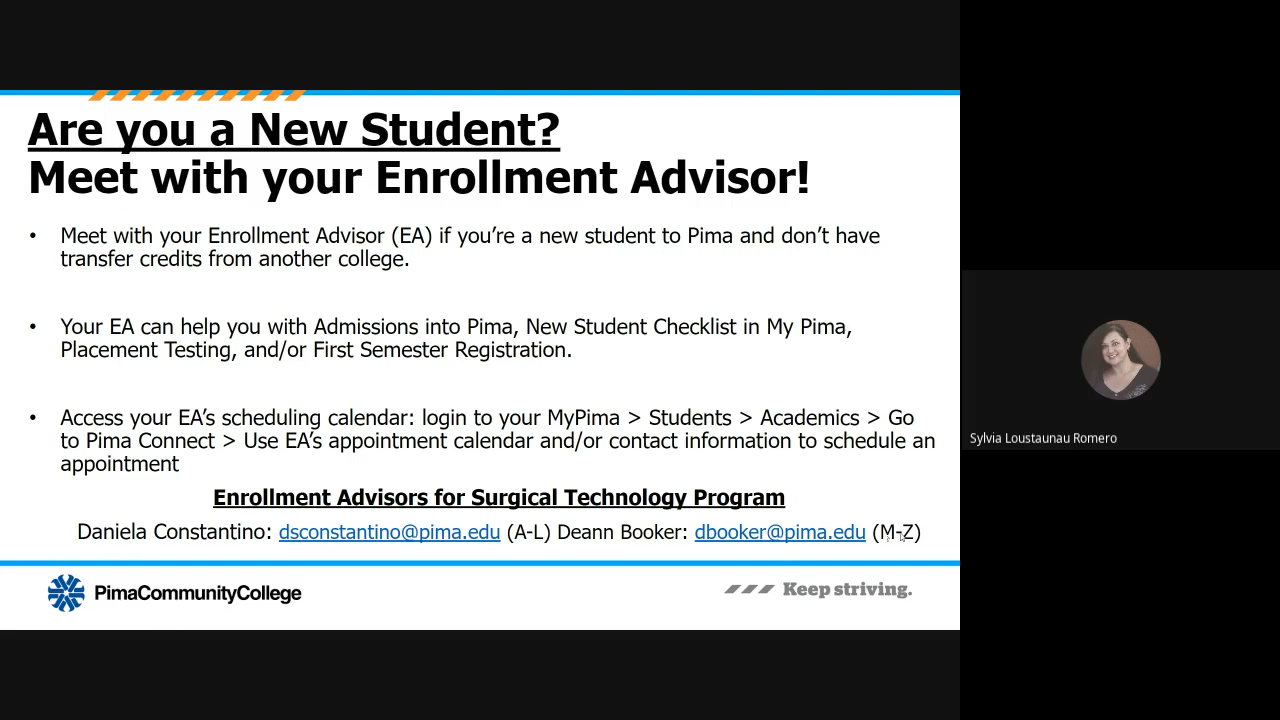 Are you a New Student?
Meet with your Enrollment Advisor!
• Meet with your Enrollment Advisor (EA) if you’re a new student to Pima and don’t have
transfer credits from another college.
• Your EA can help you with Admissions into Pima, New Student Checklist in My Pima,
Placement Testing, and/or First Semester Registration.
• Access your EA’s scheduling calendar: login to your MyPima > Students > Academics > Go
to Pima Connect > Use EA’s appointment calendar and/or contact information to schedule an
appointment
Enrollment Advisors for Surgical Technology Program
Daniela Constantino: dsconstantino@pima.edu (A-L) Deann Booker: dbooker@pima.edu (M-Z)
PimaCommunityCollege
Keep striving.
Sylvia Loustaunau Romero